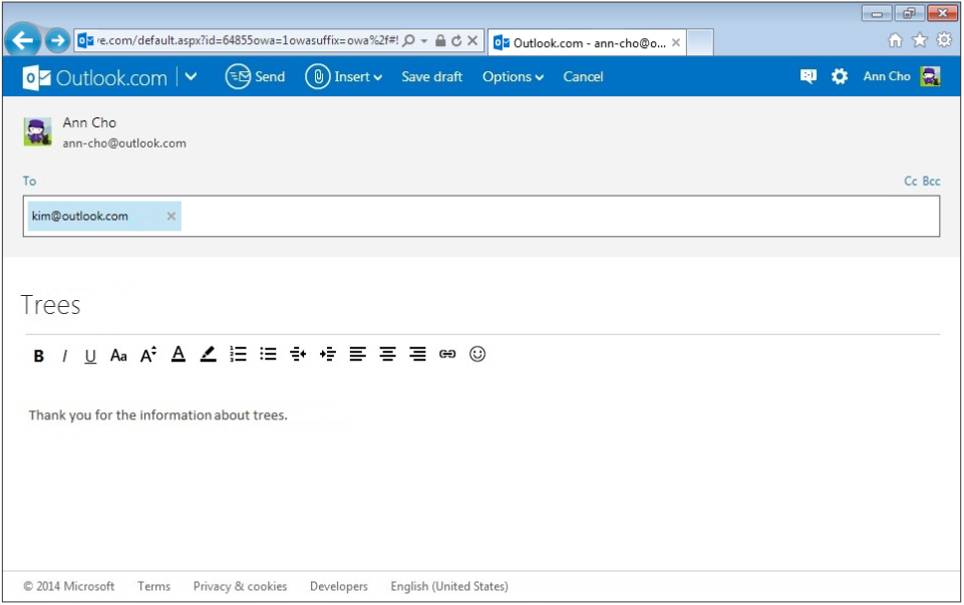 re.com/default.aspx?id=64855owa=1owasuffix=owa%2f#! Outlook.com - ann-cho@o...
Outlook.com Send Insert Save draft Options Cancel Ann Cho
Ann Cho
ann-cho@outlook.com
To Cc Bcc
kim@outlook.com
Trees
B I U Aa A A
Thank you for the information about trees.
© 2014 Microsoft Terms Privacy & cookies Developers English (United States)